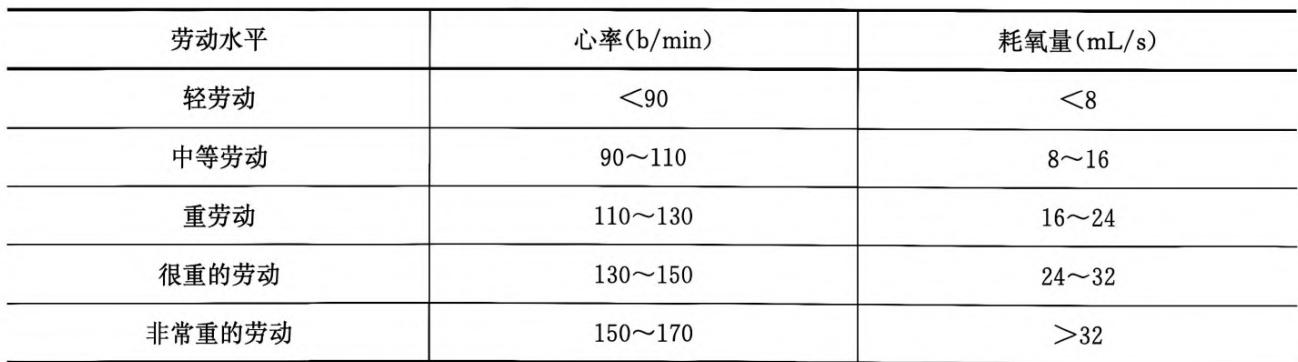 劳动水平 心率(b/min) 耗氧量(mL/s)
轻劳动 <90 <8
中等劳动 90~110 8~16
重劳动 110~130 16~24
很重的劳动 130~150 24~32
非常重的劳动 150~170 >32